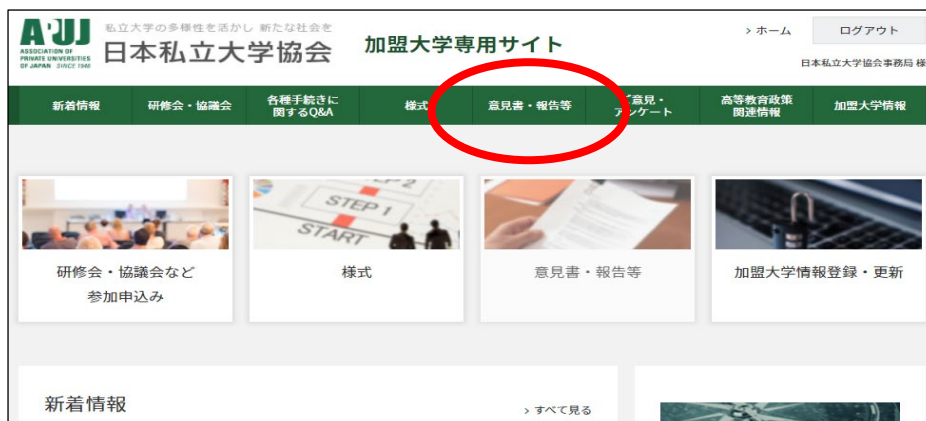 APUJ
ASSOCIATION OF
PRIVATE UNIVERSITIES
OF JAPAN SINCE 1946
私立大学の多様性を活かし 新たな社会を
日本私立大学協会
加盟大学専用サイト
> ホーム
ログアウト
日本私立大学協会事務局 様
新着情報
研修会・協議会
各種手続きに
関するQ&A
様式
意見書・報告等
ご意見・
アンケート
高等教育政策
関連情報
加盟大学情報
STEP 2
STEP 1
START
研修会・協議会など
参加申込み
様式
意見書・報告等
加盟大学情報登録・更新
新着情報
> すべて見る